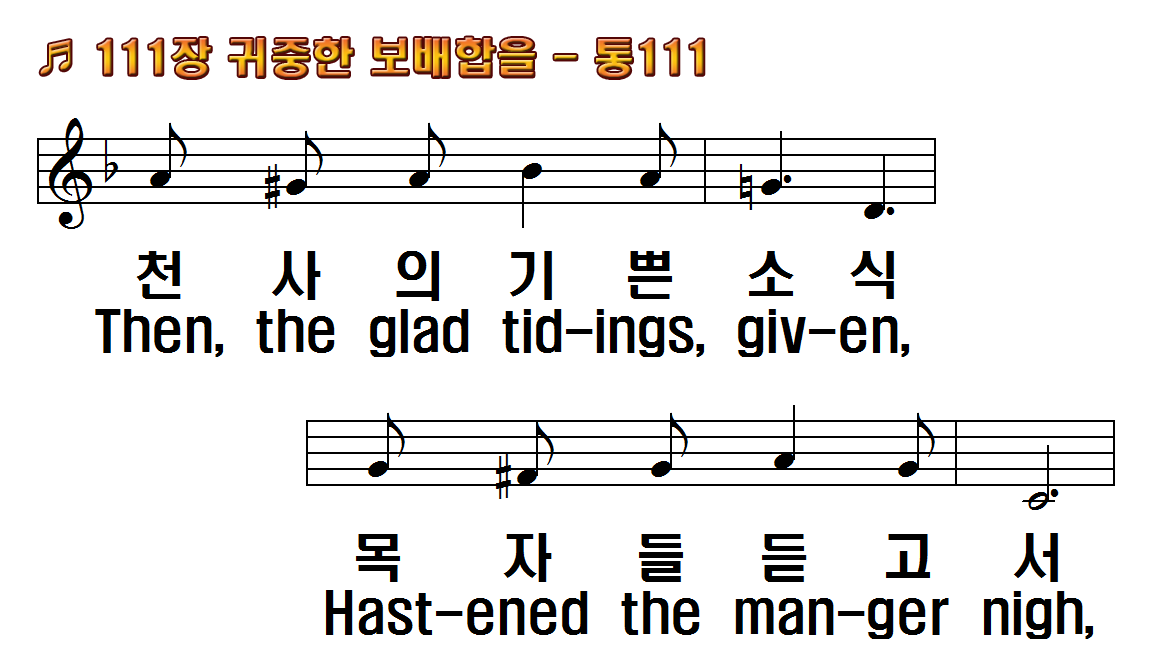 111장 귀중한 보배합을 - 통111
천 사 의 기 쁜 소 식
Then, the glad tid-ings, giv-en,
목 자 들 듣 고 서
Hast-ened the man-ger nigh,